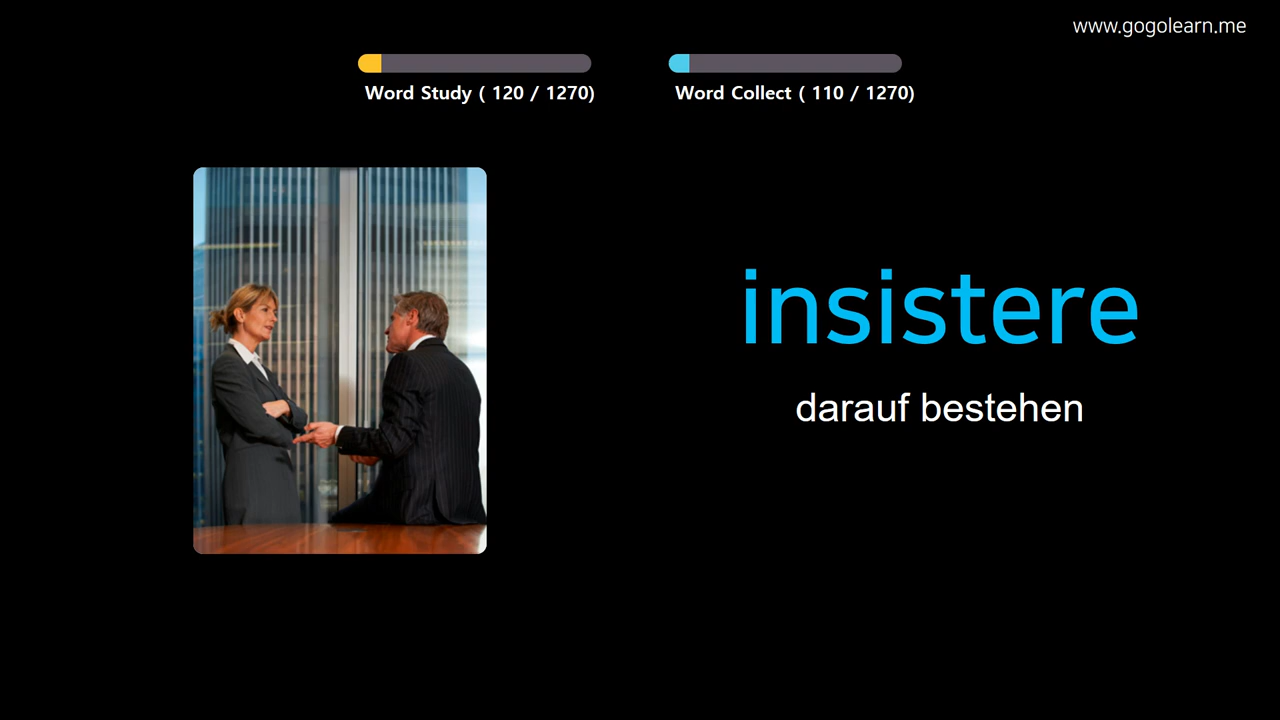 www.gogolearn.me
Word Study ( 120 / 1270)
Word Collect ( 110 / 1270)
insistere
darauf bestehen